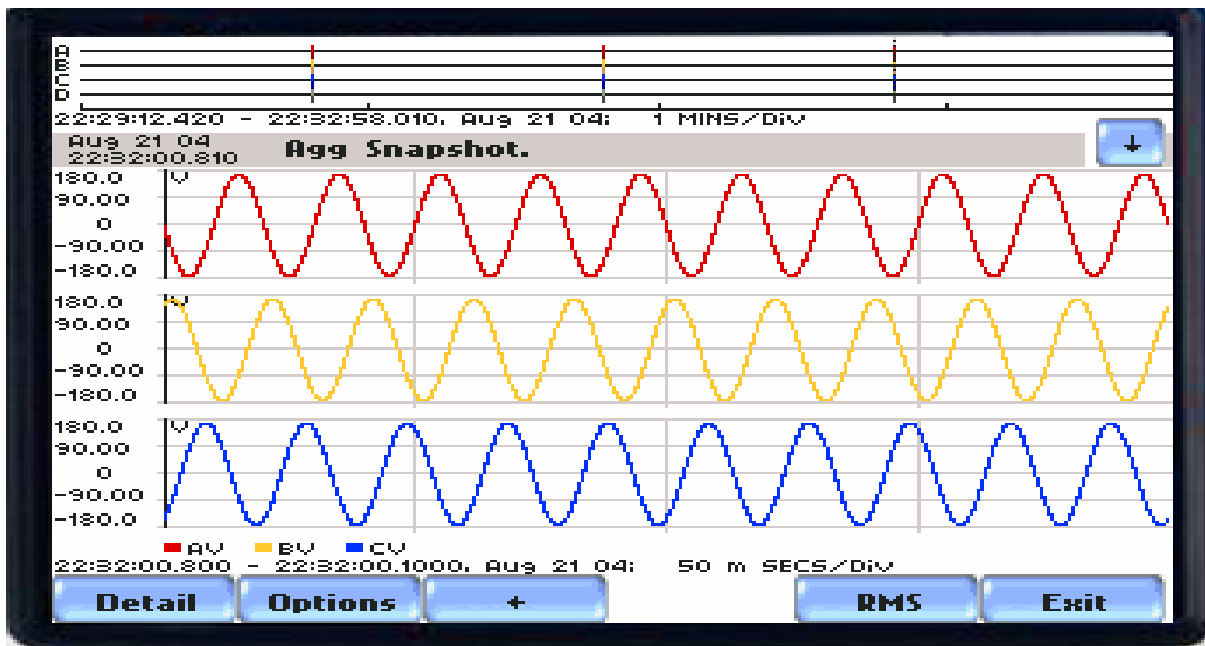 A
B
C
D
22:29:12.420 - 22:32:58.010, Aug 21 04: 1 MINS/Div
Aug 21 04
22:32:00.810 Agg Snapshot.
↓
180.0 V
90.00
0
-90.00
-180.0
180.0 V
90.00
0
-90.00
-180.0
180.0 V
90.00
0
-90.00
-180.0
AV BV CV
22:32:00.800 - 22:32:00.1000, Aug 21 04: 50 m SECS/Div
Detail Options + RMS Exit